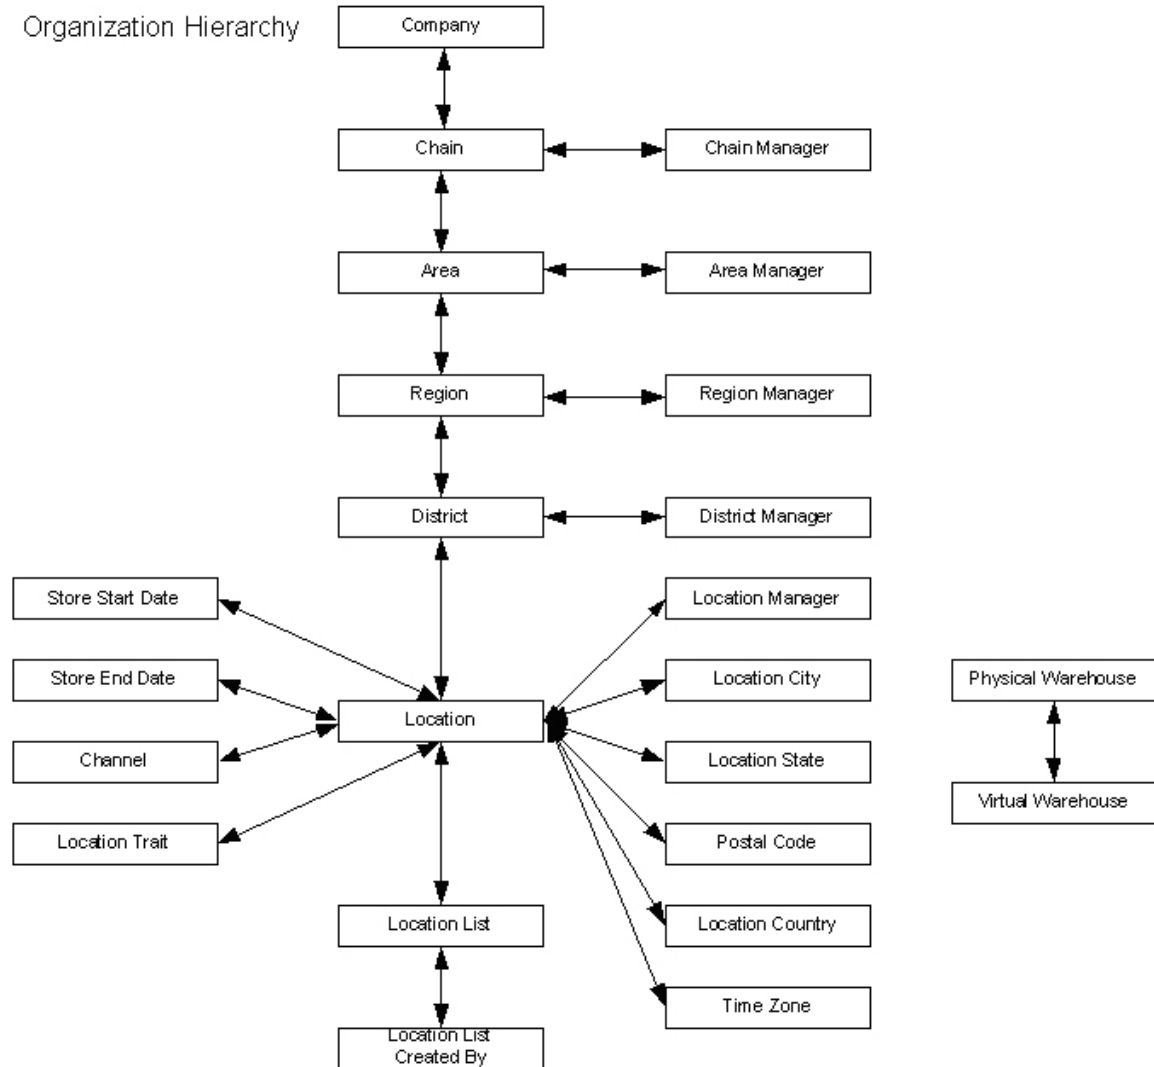 Organization Hierarchy
Company
Chain
Chain Manager
Area
Area Manager
Region
Region Manager
District
District Manager
Store Start Date
Location Manager
Store End Date
Location City
Physical Warehouse
Location
Channel
Location State
Virtual Warehouse
Location Trait
Postal Code
Location List
Location Country
Time Zone
Location List
Created By